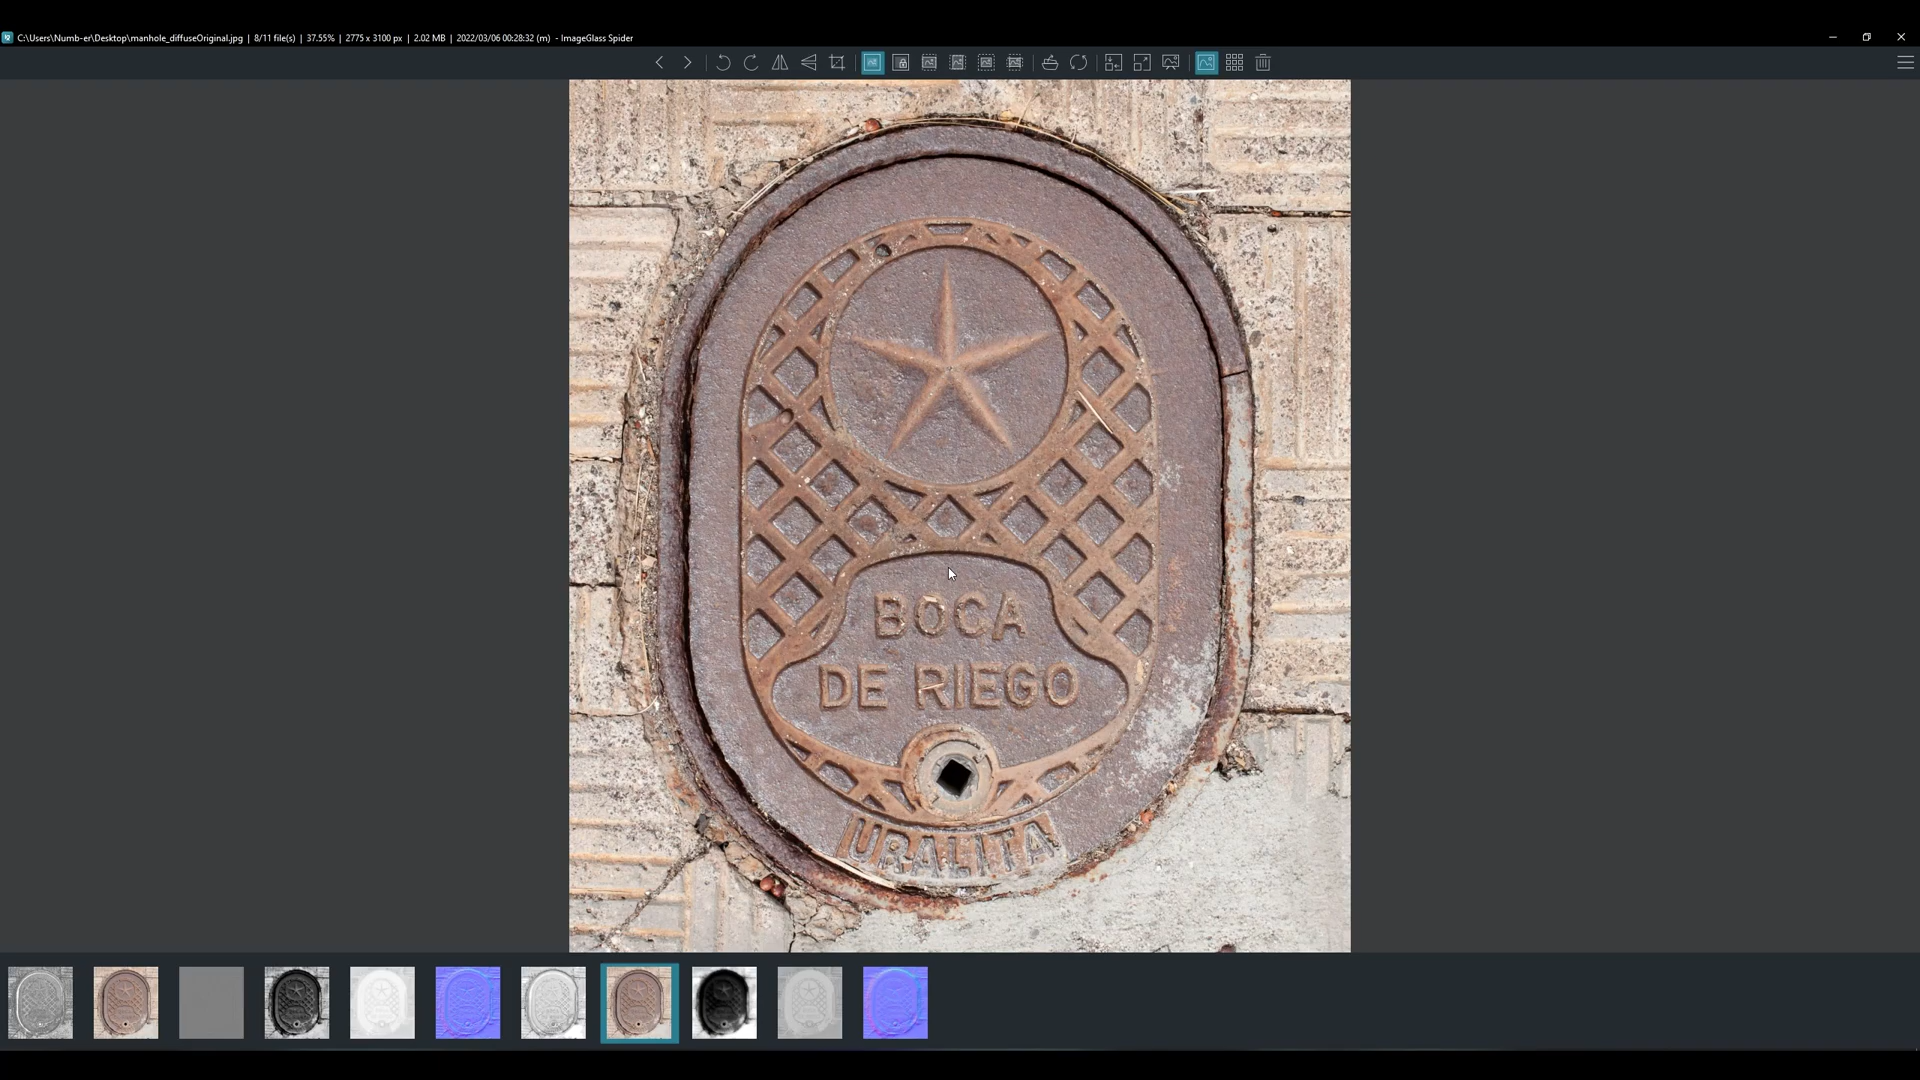 C:\Users\Numb-er\Desktop\manhole_diffuseOriginal.jpg | 8/11 file(s) | 37.55% | 2775 x 3100 px | 2.02 MB | 2022/03/06 00:28:32 (m) - ImageGlass Spider
BOCA
DE RIEGO
URALITA